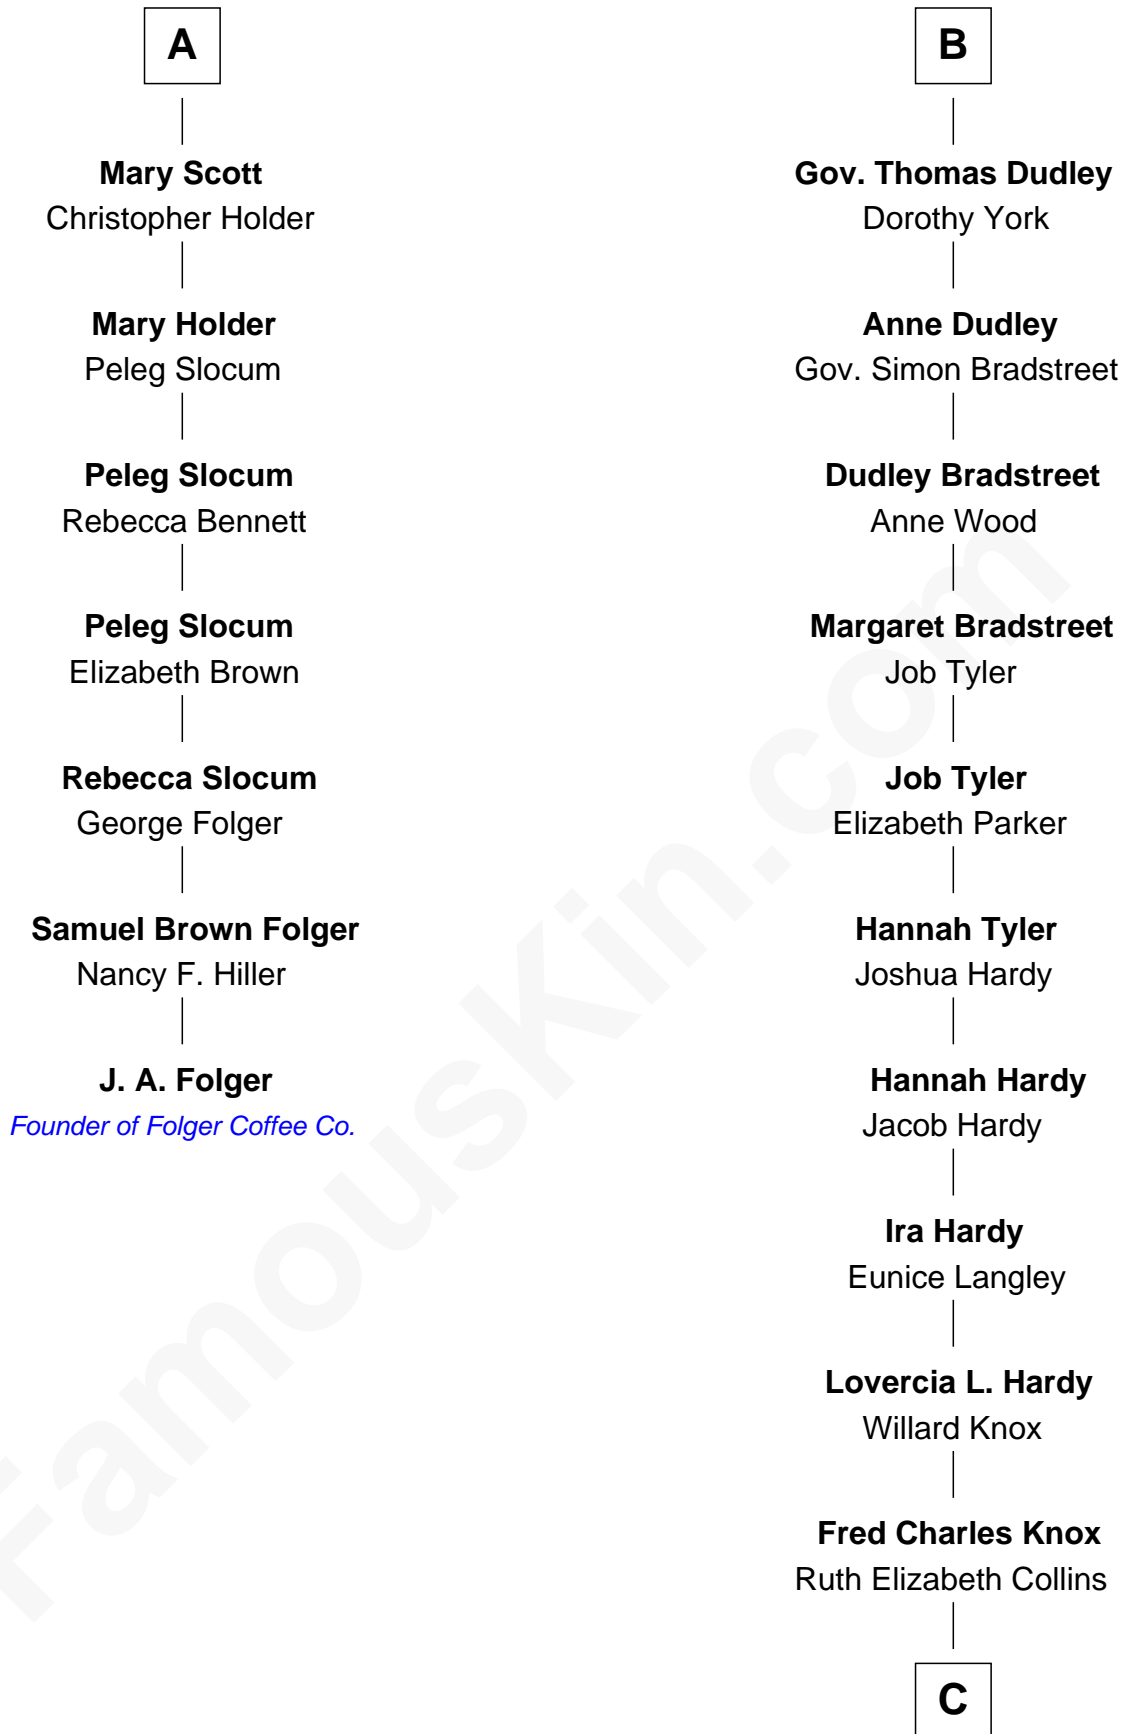 A
Mary Scott
Christopher Holder
Mary Holder
Peleg Slocum
Peleg Slocum
Rebecca Bennett
Peleg Slocum
Elizabeth Brown
Rebecca Slocum
George Folger
Samuel Brown Folger
Nancy F. Hiller
J. A. Folger
Founder of Folger Coffee Co.
B
Gov. Thomas Dudley
Dorothy York
Anne Dudley
Gov. Simon Bradstreet
Dudley Bradstreet
Anne Wood
Margaret Bradstreet
Job Tyler
Job Tyler
Elizabeth Parker
Hannah Tyler
Joshua Hardy
Hannah Hardy
Jacob Hardy
Ira Hardy
Eunice Langley
Lovercia L. Hardy
Willard Knox
Fred Charles Knox
Ruth Elizabeth Collins
C
FamousKin.com